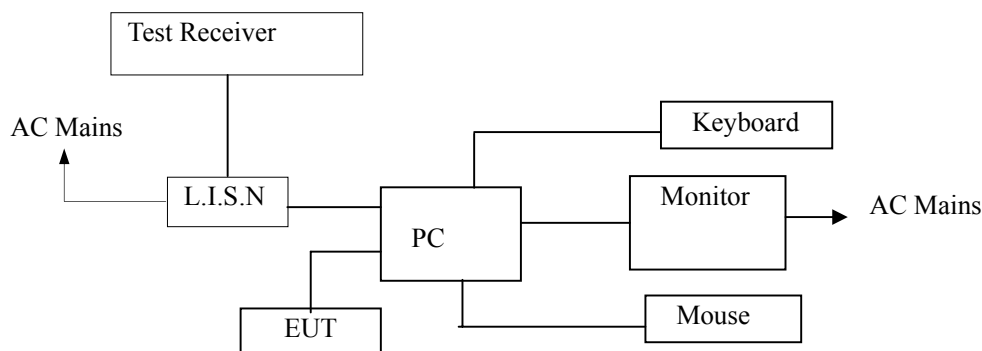 Test Receiver
AC Mains
Keyboard
L.I.S.N
Monitor
AC Mains
PC
EUT
Mouse